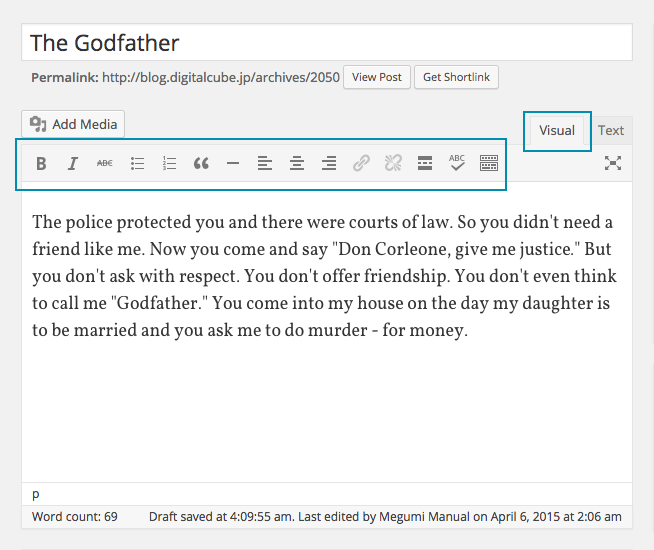 The Godfather
Permalink: http://blog.digitalcube.jp/archives/2050 View Post Get Shortlink
Add Media
Visual Text
B I ABC 1 2 3 “ ABC
The police protected you and there were courts of law. So you didn't need a
friend like me. Now you come and say "Don Corleone, give me justice." But
you don't ask with respect. You don't offer friendship. You don't even think
to call me "Godfather." You come into my house on the day my daughter is
to be married and you ask me to do murder - for money.
p
Word count: 69 Draft saved at 4:09:55 am. Last edited by Megumi Manual on April 6, 2015 at 2:06 am